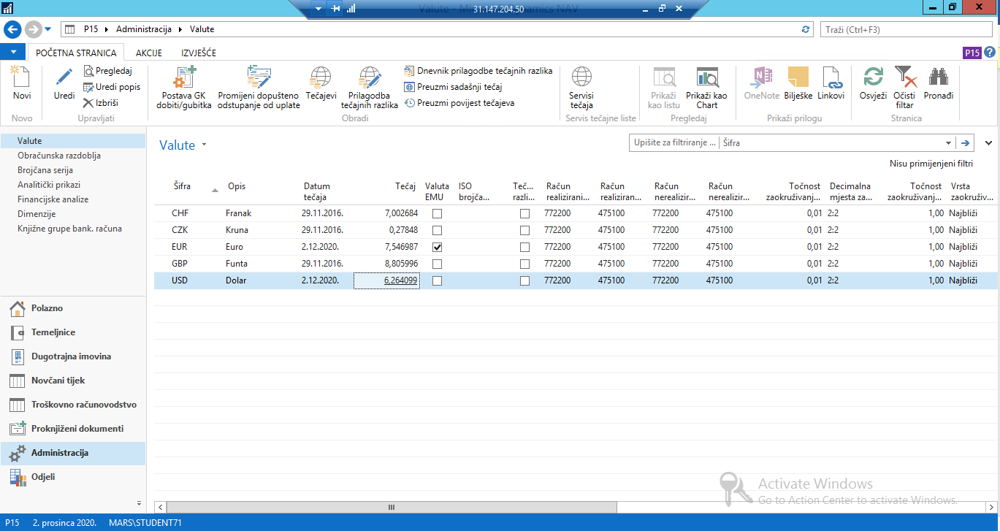 31.147.204.50
P15 Administracija Valute
Traži (Ctrl+F3)
POČETNA STRANICA AKCIJE IZVJEŠĆE
P15
Novi
Novo
Uredi
Pregledaj
Uredi popis
Izbriši
Upravljati
Postava GK
dobiti/gubitka
Promijeni dopušteno
odstupanje od uplate
Tečajevi
Prilagodba
tečajnih razlika
Dnevnik prilagodbe tečajnih razlika
Preuzmi sadašnji tečaj
Preuzmi povijest tečajeva
Obradi
Servisi
tečaja
Servis tečajne liste
Prikaži
kao listu
Prikaži kao
Chart
Pregledaj
OneNote
Bilješke
Linkovi
Prikaži prilogu
Osvježi
Očisti
filtar
Pronađi
Stranica
Valute
Obračunska razdoblja
Brojčana serija
Analitički prikazi
Financijske analize
Dimenzije
Knjižne grupe bank. računa
Polazno
Temeljnice
Dugotrajna imovina
Novčani tijek
Troškovno računovodstvo
Proknjiženi dokumenti
Administracija
Odjeli
Valute
Upišite za filtriranje ... Šifra
Nisu primijenjeni filtri
Šifra Opis Datum Tečaj Valuta ISO Teč... Račun Račun Račun Račun Točnost Decimalna Točnost Vrsta
tečaja EMU brojča... razli... realizirani... realiziran... nerealizir... nerealizir... zaokruživanj... mjesta za... zaokruživanj... zaokruživ...
CHF Franak 29.11.2016. 7,002684 772200 475100 772200 475100 0,01 2:2 1,00 Najbliži
CZK Kruna 29.11.2016. 0,27848 772200 475100 772200 475100 0,01 2:2 1,00 Najbliži
EUR Euro 2.12.2020. 7,546987 772200 475100 772200 475100 0,01 2:2 1,00 Najbliži
GBP Funta 29.11.2016. 8,805996 772200 475100 772200 475100 0,01 2:2 1,00 Najbliži
USD Dolar 2.12.2020. 6,264099 772200 475100 772200 475100 0,01 2:2 1,00 Najbliži
Activate Windows
Go to Action Center to activate Windows.
P15 2. prosinca 2020. MARS\STUDENT71